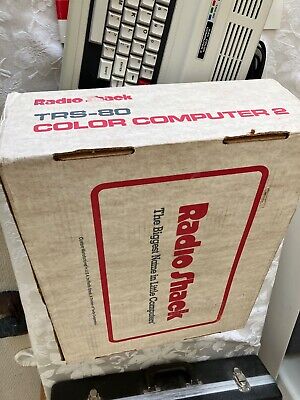 Radio Shack
TRS-80
COLOR COMPUTER 2
Radio Shack
The Biggest Name in Little Computers